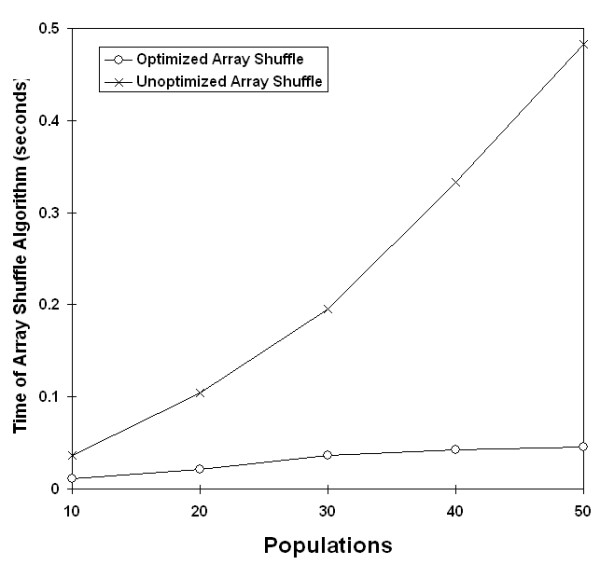 0.5
Optimized Array Shuffle
Unoptimized Array Shuffle
0.4
0.3
0.2
0.1
0
Time of Array Shuffle Algorithm (seconds)
10 20 30 40 50
Populations